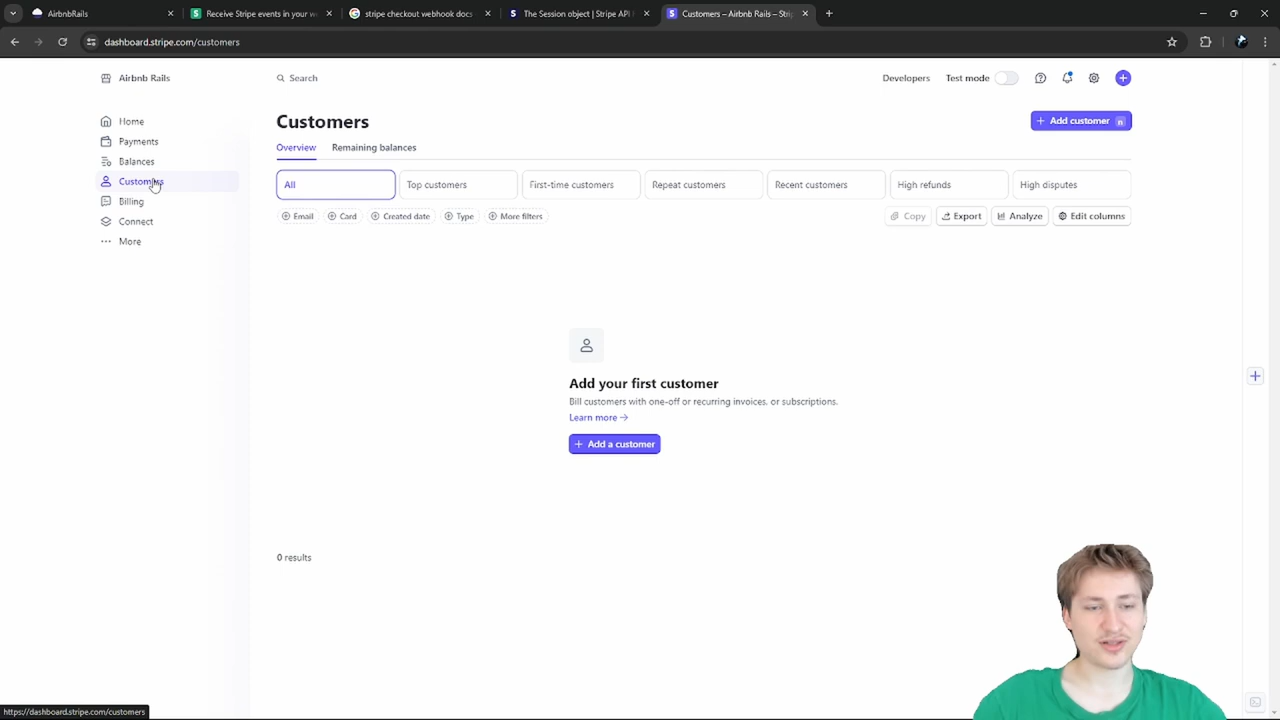 AirbnbRails
Receive Stripe events in your we
stripe checkout webhook docs
The Session object | Stripe API
Customers – Airbnb Rails – Stri
dashboard.stripe.com/customers
Airbnb Rails
Search
Developers
Test mode
Home
Payments
Balances
Customers
Billing
Connect
More
Customers
Add customer n
Overview
Remaining balances
All
Top customers
First-time customers
Repeat customers
Recent customers
High refunds
High disputes
Email
Card
Created date
Type
More filters
Copy
Export
Analyze
Edit columns
Add your first customer
Bill customers with one-off or recurring invoices, or subscriptions.
Learn more
Add a customer
0 results
https://dashboard.stripe.com/customers